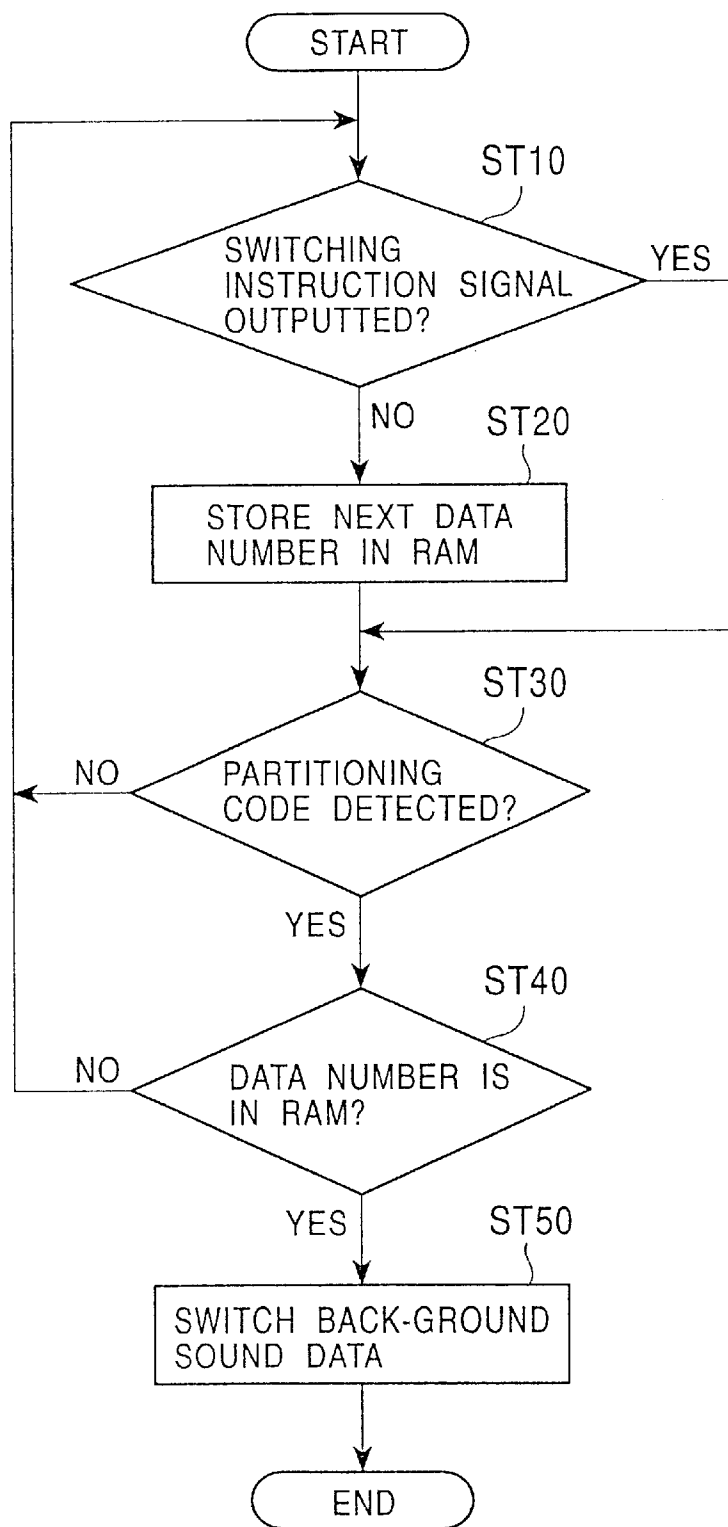 START
ST10
SWITCHING
INSTRUCTION SIGNAL
OUTPUTTED?
YES
NO
ST20
STORE NEXT DATA
NUMBER IN RAM
ST30
NO
PARTITIONING
CODE DETECTED?
YES
ST40
NO
DATA NUMBER IS
IN RAM?
YES
ST50
SWITCH BACK-GROUND
SOUND DATA
END